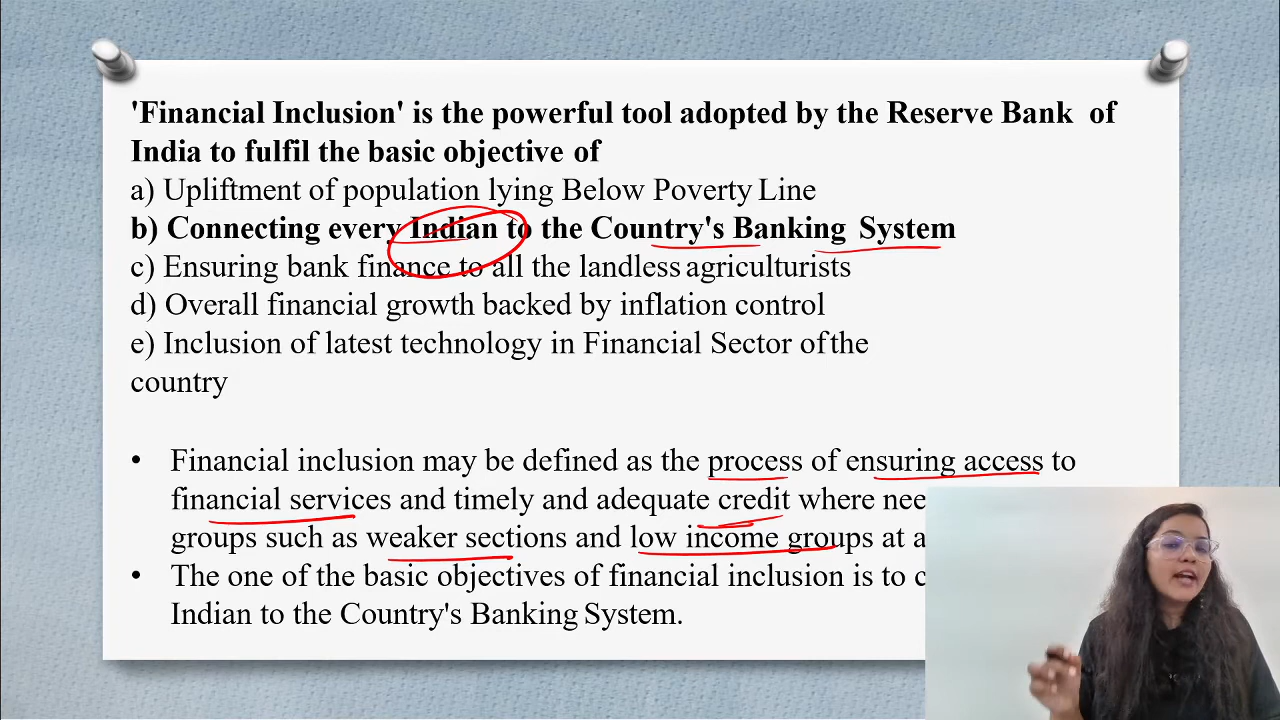 'Financial Inclusion' is the powerful tool adopted by the Reserve Bank of
India to fulfil the basic objective of
a) Upliftment of population lying Below Poverty Line
b) Connecting every Indian to the Country's Banking System
c) Ensuring bank finance to all the landless agriculturists
d) Overall financial growth backed by inflation control
e) Inclusion of latest technology in Financial Sector of the
country
• Financial inclusion may be defined as the process of ensuring access to
financial services and timely and adequate credit where
groups such as weaker sections and low income groups at
• The one of the basic objectives of financial inclusion is to
Indian to the Country's Banking System.